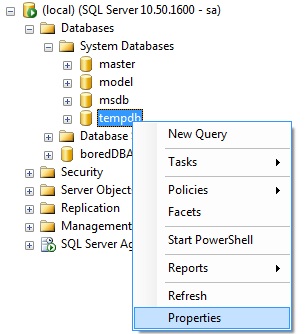 (local) (SQL Server 10.50.1600 - sa)
Databases
System Databases
master
model
msdb
tempdb
Database
boredDBA
Security
Server Objec
Replication
Management
SQL Server Ag
New Query
Tasks
Policies
Facets
Start PowerShell
Reports
Refresh
Properties